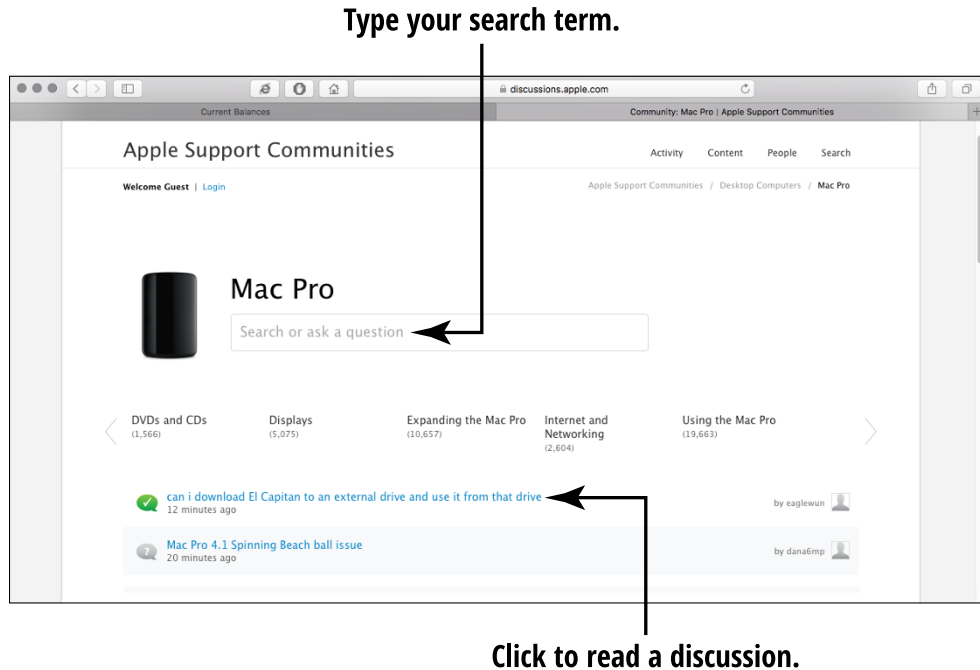 Type your search term.
discussions.apple.com
Current Balances
Community: Mac Pro | Apple Support Communities
Apple Support Communities
Activity Content People Search
Welcome Guest | Login
Apple Support Communities / Desktop Computers / Mac Pro
Mac Pro
Search or ask a question
DVDs and CDs
(1,566)
Displays
(5,075)
Expanding the Mac Pro
(10,657)
Internet and
Networking
(2,604)
Using the Mac Pro
(19,663)
can i download El Capitan to an external drive and use it from that drive
12 minutes ago
by eaglewun
Mac Pro 4.1 Spinning Beach ball issue
20 minutes ago
by dana6mp
Click to read a discussion.